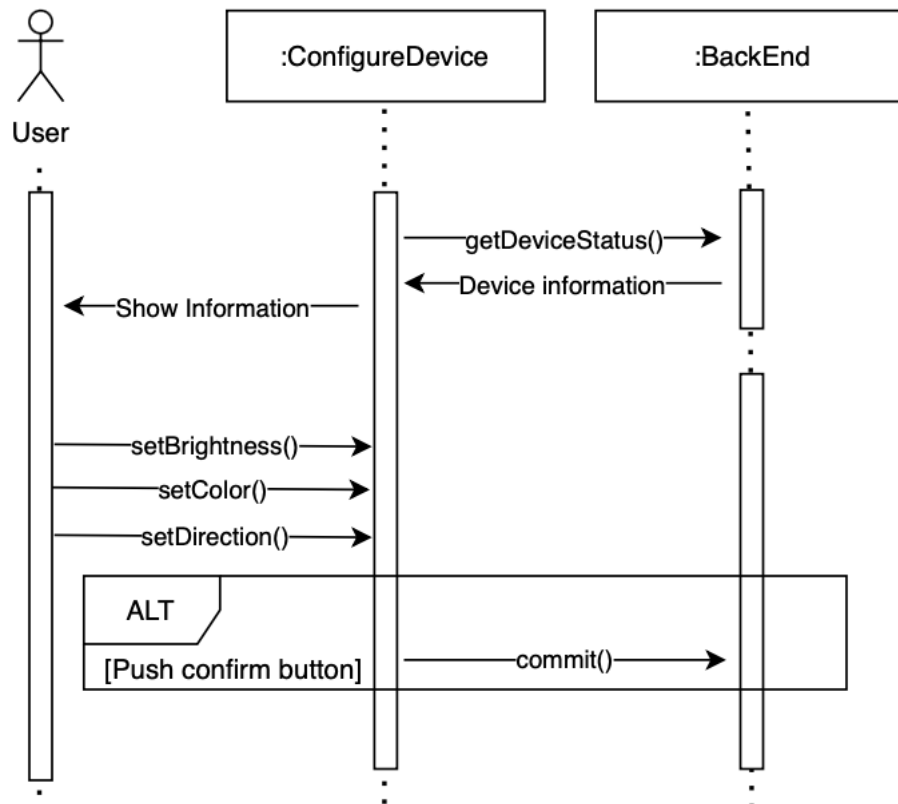 :ConfigureDevice
:BackEnd
User
getDeviceStatus()
Device information
Show Information
setBrightness()
setColor()
setDirection()
ALT
commit()
[Push confirm button]